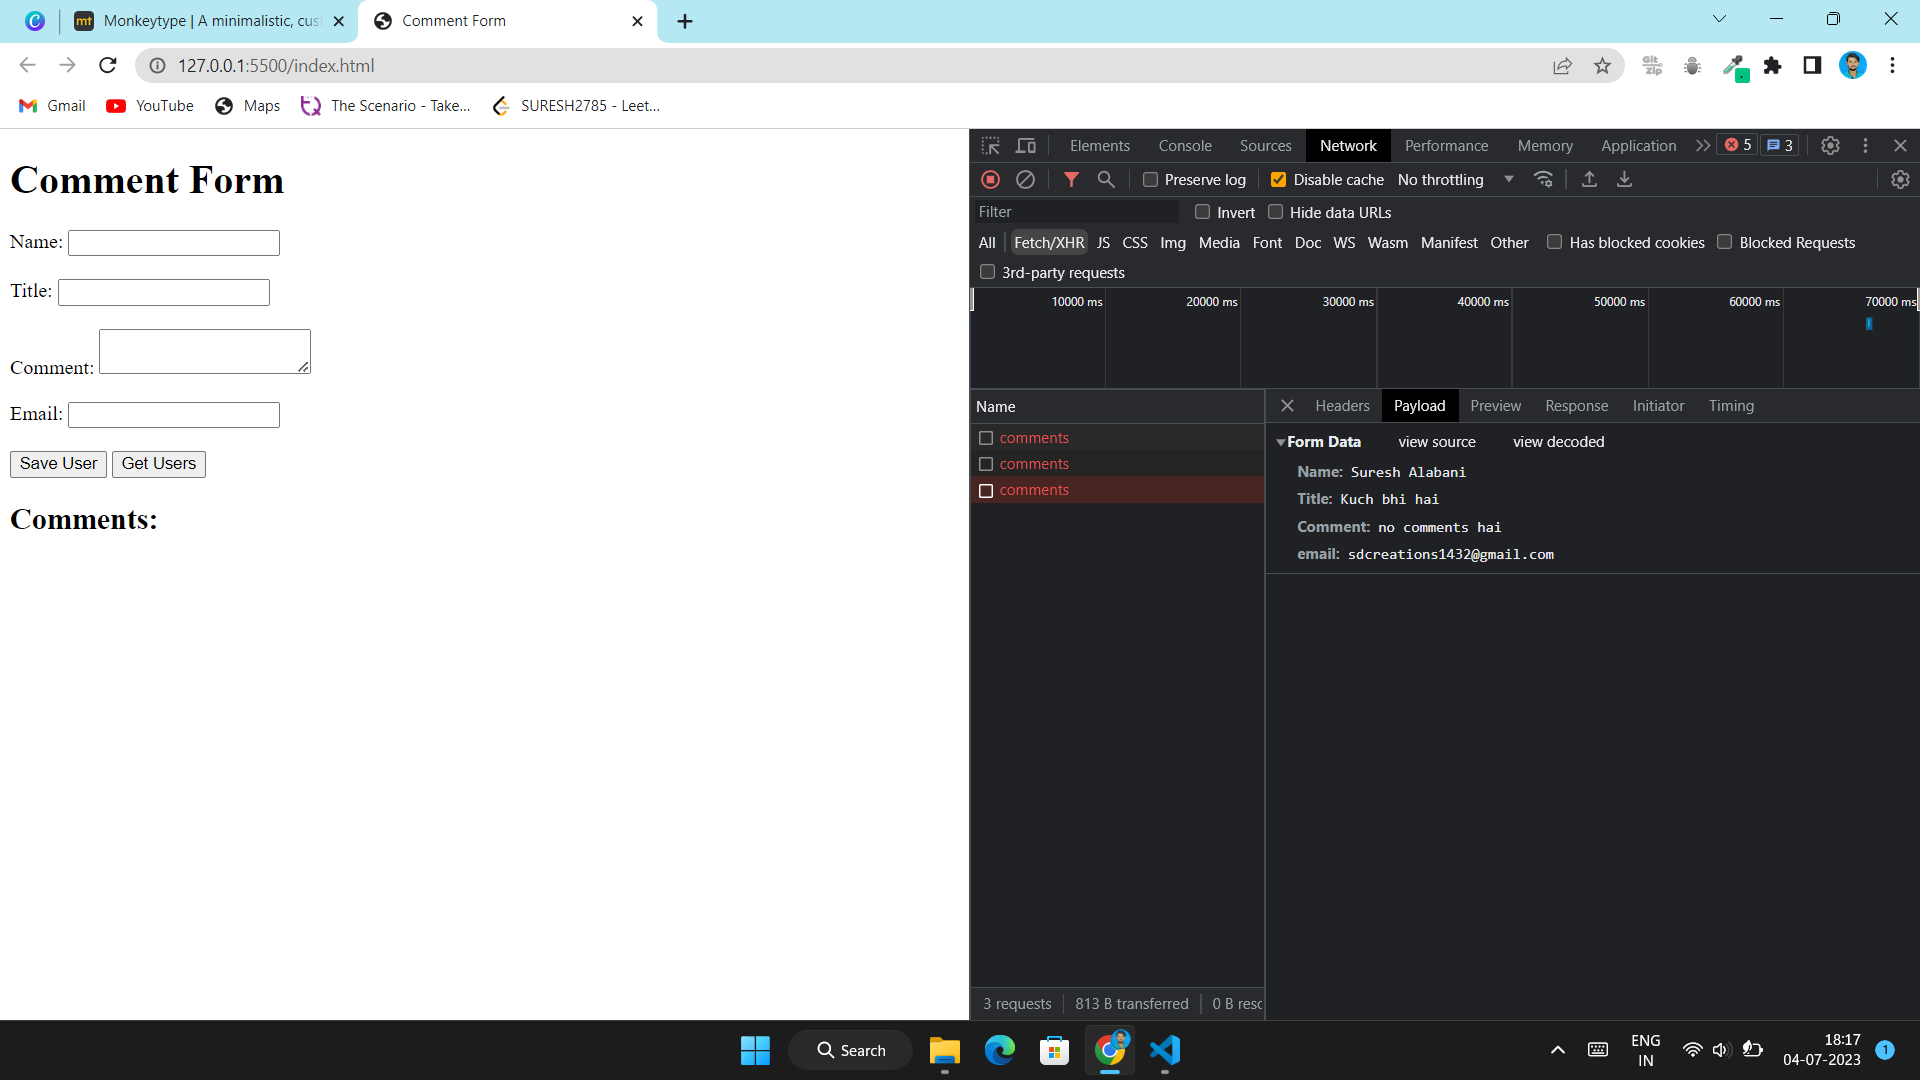 Monkeytype | A minimalistic, cus
Comment Form
127.0.0.1:5500/index.html
Git Zip
Gmail
YouTube
Maps
The Scenario - Take...
SURESH2785 - Leet...
Comment Form
Name:
Title:
Comment:
Email:
Save User
Get Users
Comments:
Elements Console Sources Network Performance Memory Application 5 3
Preserve log Disable cache No throttling
Filter Invert Hide data URLs
All Fetch/XHR JS CSS Img Media Font Doc WS Wasm Manifest Other Has blocked cookies Blocked Requests
3rd-party requests
10000 ms 20000 ms 30000 ms 40000 ms 50000 ms 60000 ms 70000 ms
Name
comments
comments
comments
Headers Payload Preview Response Initiator Timing
Form Data view source view decoded
Name: Suresh Alabani
Title: Kuch bhi hai
Comment: no comments hai
email: sdcreations1432@gmail.com
3 requests 813 B transferred 0 B resc
Search
ENG
IN
18:17
04-07-2023
1